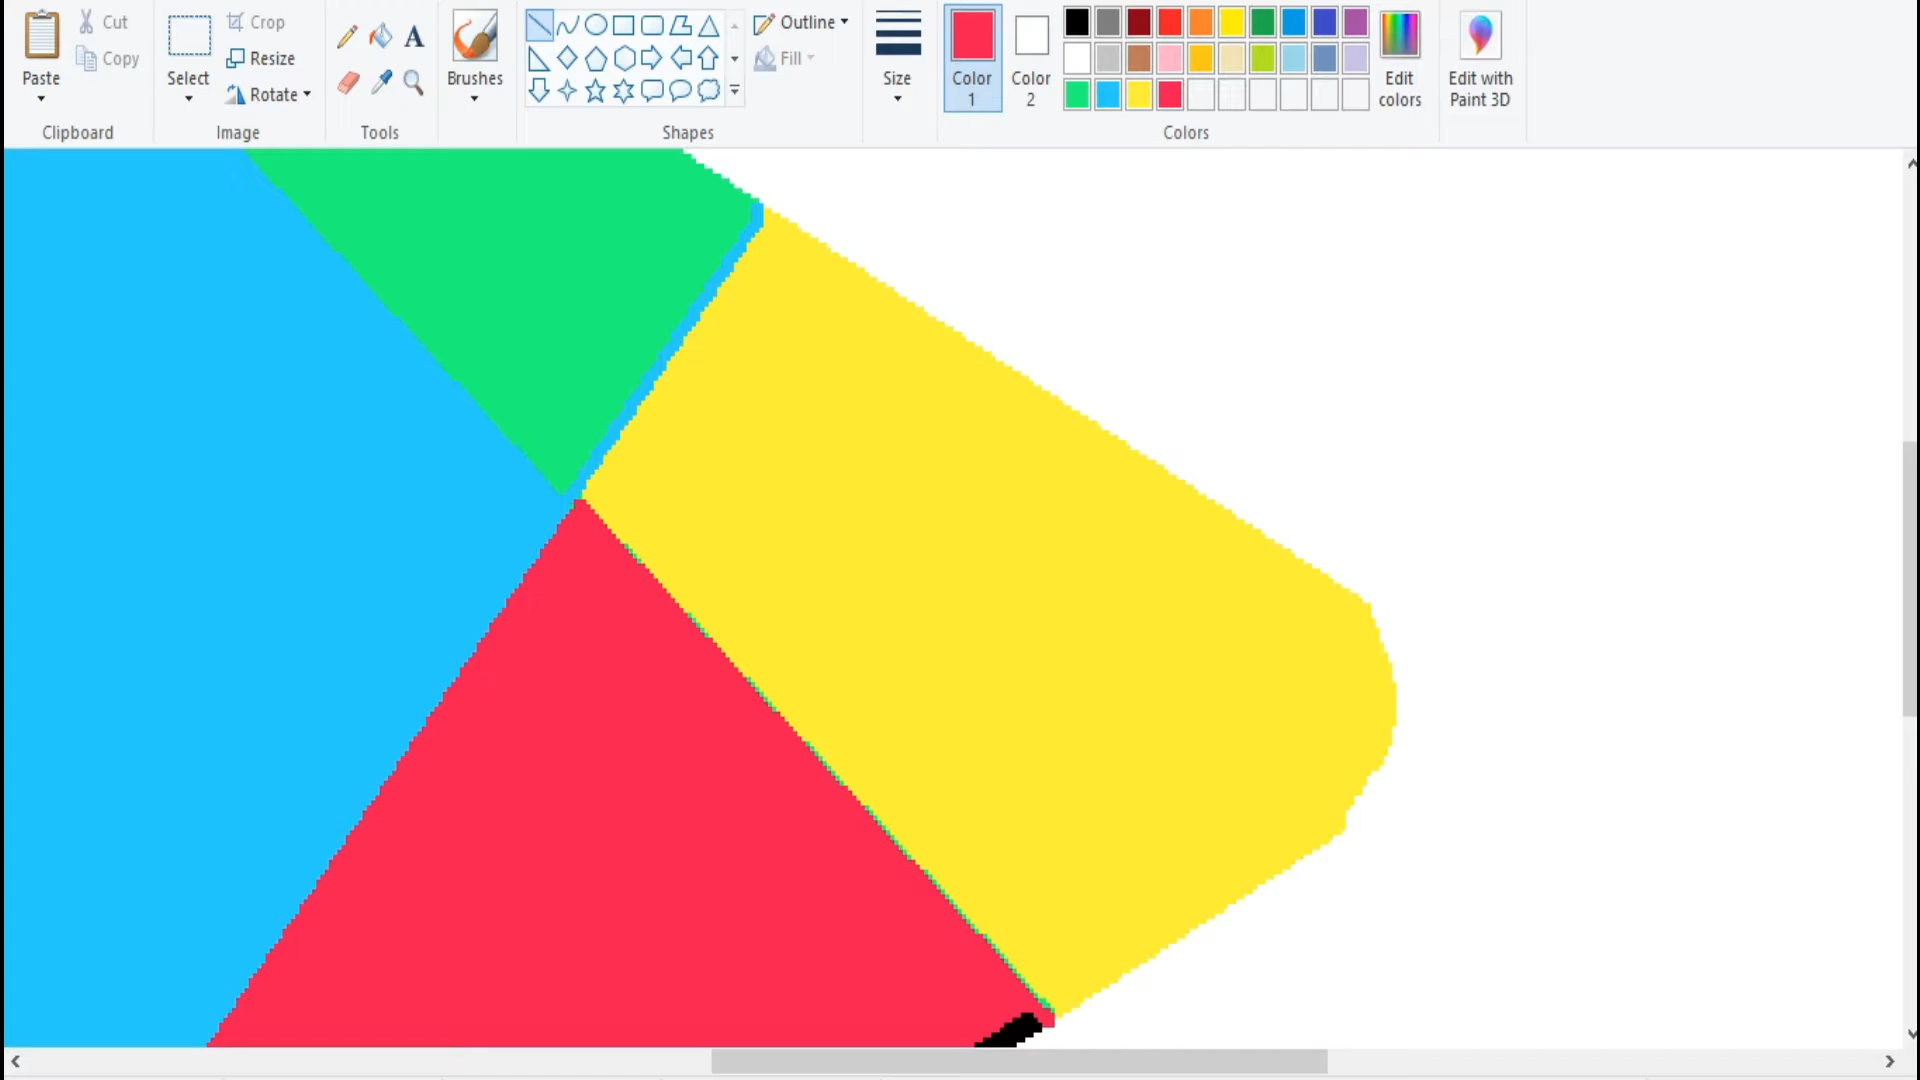 Paste
Cut
Copy
Clipboard
Select
Crop
Resize
Rotate
Image
A
Tools
Brushes
Outline
Fill
Shapes
Size
Color
1
Color
2
Colors
Edit
colors
Edit with
Paint 3D